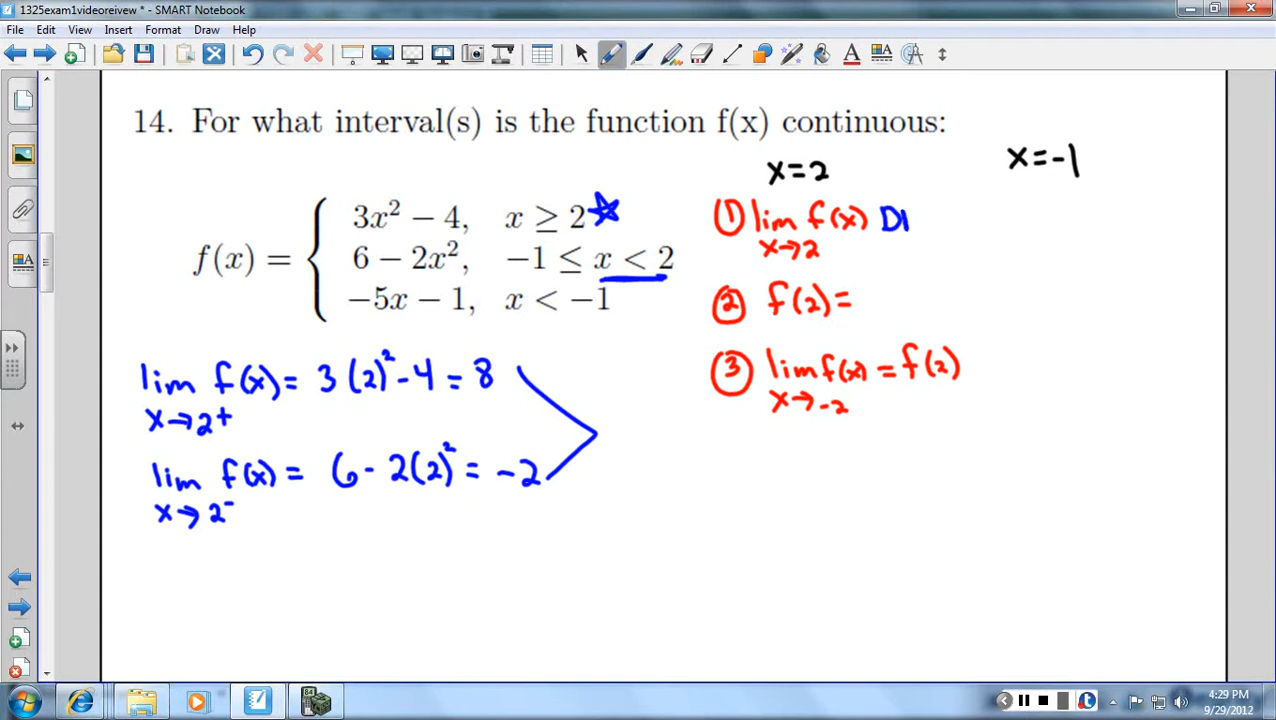 1325exam1videoreivew * - SMART Notebook
File Edit View Insert Format Draw Help
14. For what interval(s) is the function f(x) continuous:
x=2
x=-1
f(x) = { 3x² − 4, x ≥ 2 ☆
6 − 2x², −1 ≤ x < 2
−5x − 1, x < −1
① lim f(x) DI
x→2
② f(2)=
③ lim f(x) = f(2)
x→-2
lim f(x) = 3(2)²-4 = 8
x→2+
lim f(x) = 6-2(2)² = -2
x→2-
4:29 PM
9/29/2012